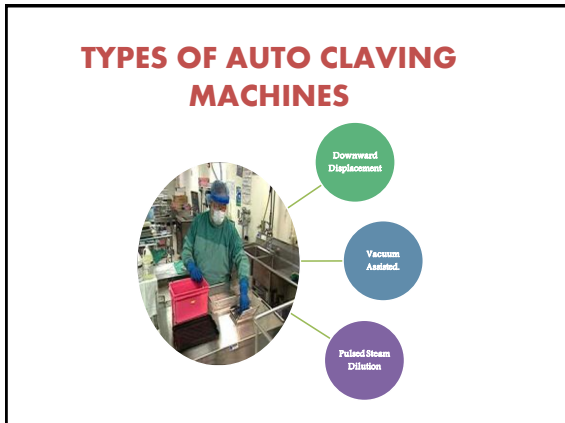 TYPES OF AUTO CLAVING
MACHINES
Downward
Displacement
Vacuum
Assisted.
Pulsed Steam
Dilution